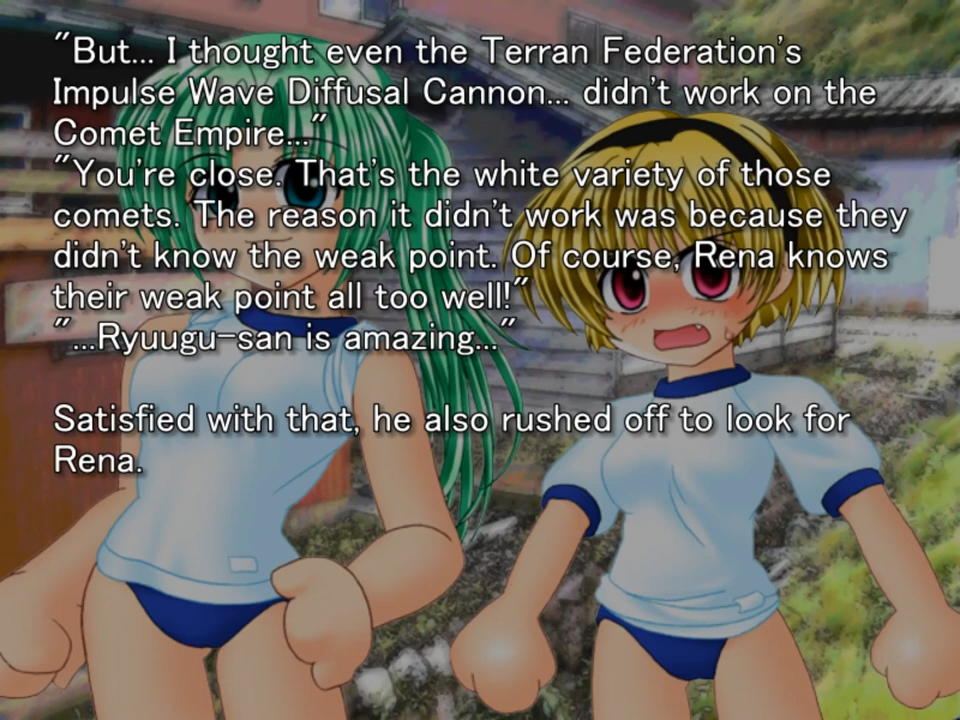 "But... I thought even the Terran Federation's
Impulse Wave Diffusal Cannon... didn't work on the
Comet Empire..."
"You're close. That's the white variety of those
comets. The reason it didn't work was because they
didn't know the weak point. Of course, Rena knows
their weak point all too well!"
"...Ryuugu-san is amazing..."
Satisfied with that, he also rushed off to look for
Rena.